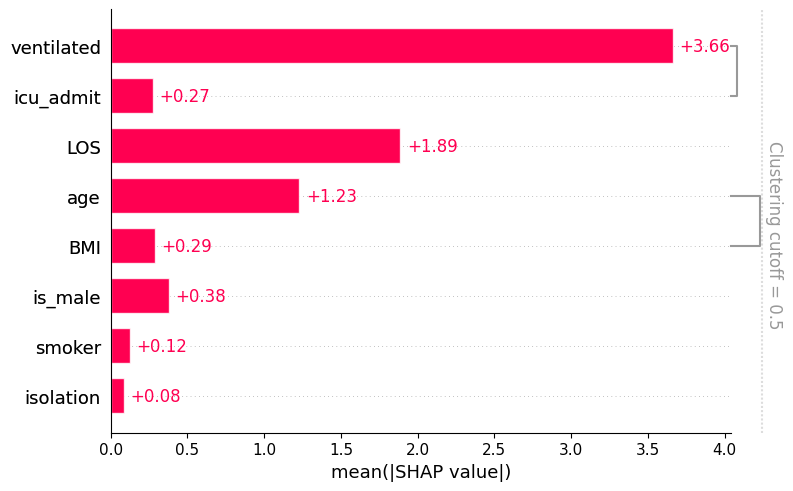 ventilated +3.66
icu_admit +0.27
LOS +1.89
age +1.23
BMI +0.29
is_male +0.38
smoker +0.12
isolation +0.08
Clustering cutoff = 0.5
0.0 0.5 1.0 1.5 2.0 2.5 3.0 3.5 4.0
mean(|SHAP value|)